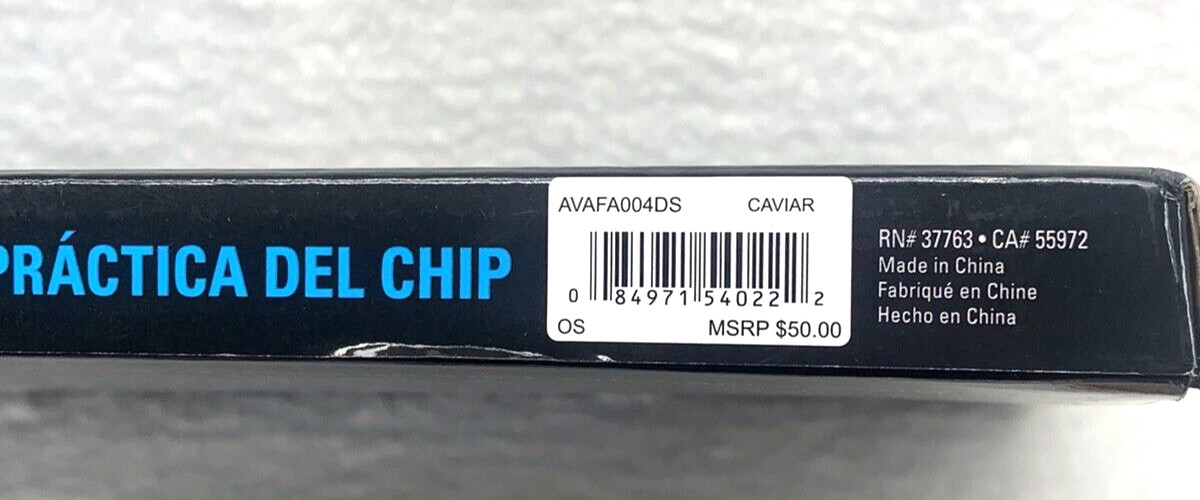 PRÁCTICA DEL CHIP
AVAFA004DS CAVIAR
0 84971 54022 2
OS MSRP $50.00
RN# 37763 • CA# 55972
Made in China
Fabriqué en Chine
Hecho en China